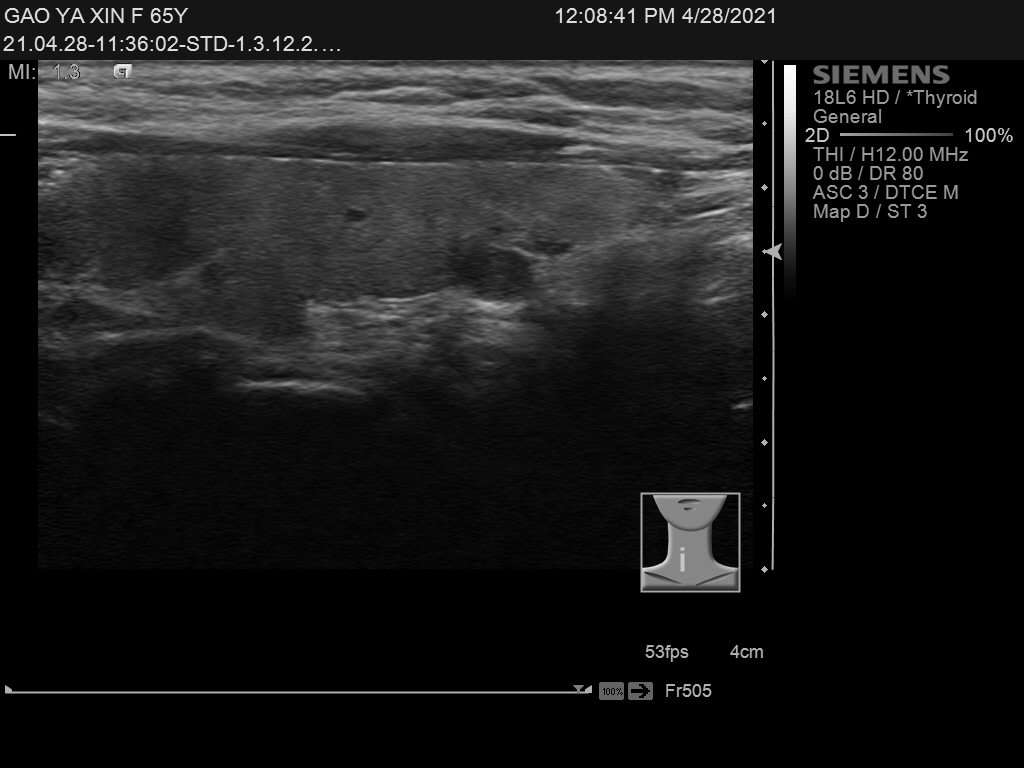 GAO YA XIN F 65Y
12:08:41 PM 4/28/2021
21.04.28-11:36:02-STD-1.3.12.2....
MI: 1.3
SIEMENS
18L6 HD / *Thyroid
General
2D 100%
THI / H12.00 MHz
0 dB / DR 80
ASC 3 / DTCE M
Map D / ST 3
53fps 4cm
100% Fr505